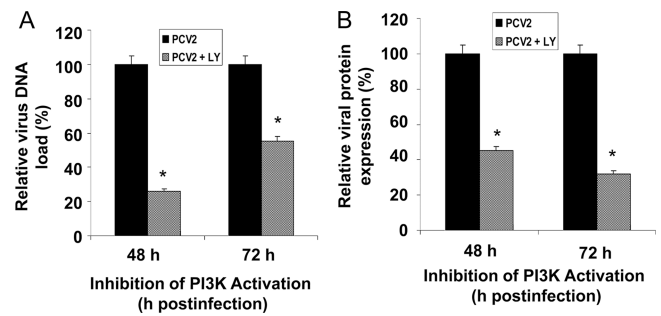 A
PCV2
PCV2 + LY
Relative virus DNA
load (%)
120
100
80
60
40
20
0
*
*
48 h
72 h
Inhibition of PI3K Activation
(h postinfection)
B
PCV2
PCV2 + LY
Relative viral protein
expression (%)
120
100
80
60
40
20
0
*
*
48 h
72 h
Inhibition of PI3K Activation
(h postinfection)